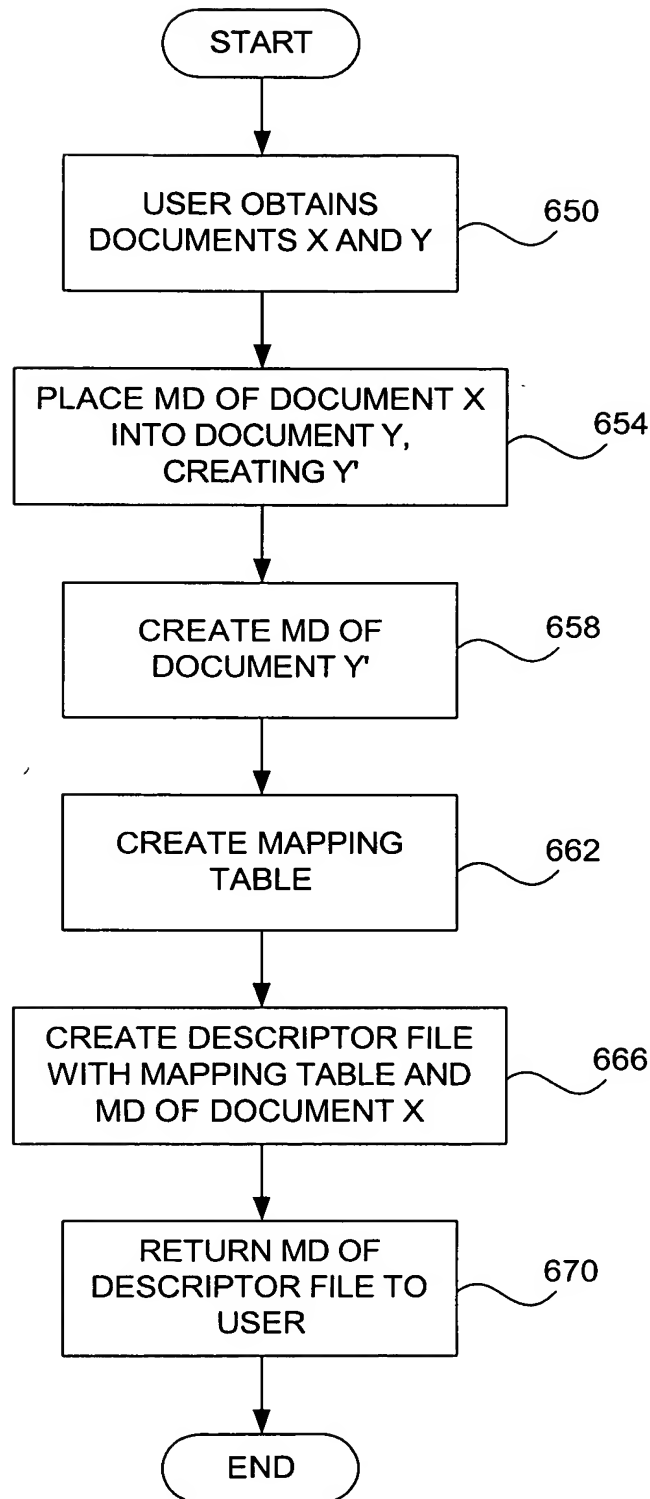 START
USER OBTAINS
DOCUMENTS X AND Y
650
PLACE MD OF DOCUMENT X
INTO DOCUMENT Y,
CREATING Y'
654
CREATE MD OF
DOCUMENT Y'
658
CREATE MAPPING
TABLE
662
CREATE DESCRIPTOR FILE
WITH MAPPING TABLE AND
MD OF DOCUMENT X
666
RETURN MD OF
DESCRIPTOR FILE TO
USER
670
END